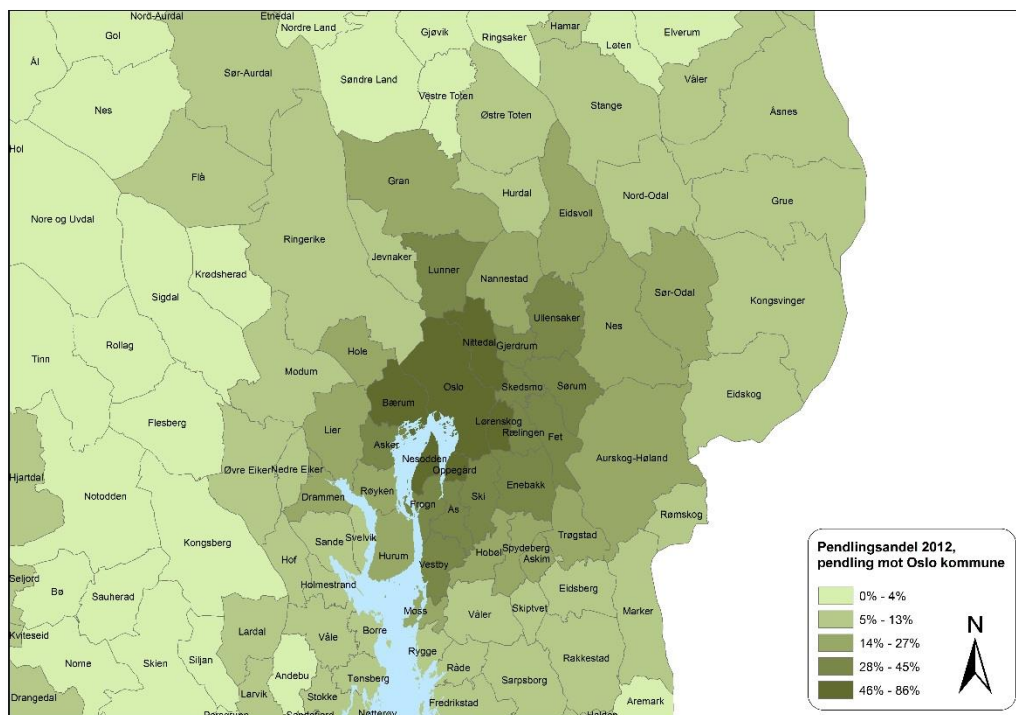 Nord-Aurdal
Etnedal
Nordre Land
Gjøvik
Ringsaker
Hamar
Løten
Elverum
Gol
Ål
Sør-Aurdal
Søndre Land
Vestre Toten
Østre Toten
Stange
Våler
Åsnes
Nes
Hol
Flå
Gran
Hurdal
Nord-Odal
Grue
Eidsvoll
Nore og Uvdal
Ringerike
Jevnaker
Lunner
Nannestad
Krødsherad
Sigdal
Sør-Odal
Kongsvinger
Ullensaker
Nes
Rollag
Tinn
Hole
Nittedal
Gjerdrum
Modum
Oslo
Skedsmo
Sørum
Bærum
Eidskog
Flesberg
Lier
Asker
Lørenskog
Rælingen
Fet
Nesodden
Oppegård
Aurskog-Høland
Hjartdal
Øvre Eiker
Nedre Eiker
Røyken
Enebakk
Notodden
Drammen
Frogn
Ski
Ås
Rømskog
Kongsberg
Sande
Svelvik
Hurum
Hobøl
Spydeberg
Askim
Trøgstad
Hof
Vestby
Seljord
Bø
Sauherad
Holmestrand
Moss
Våler
Skiptvet
Eidsberg
Marker
Kviteseid
Lardal
Våle
Borre
Nome
Skien
Siljan
Andebu
Rygge
Råde
Rakkestad
Drangedal
Larvik
Stokke
Tønsberg
Sarpsborg
Fredrikstad
Aremark
Porsgrunn
Sandefjord
Nøtterøy
Halden
Pendlingsandel 2012,
pendling mot Oslo kommune
0% - 4%
5% - 13%
14% - 27%
28% - 45%
46% - 86%
N